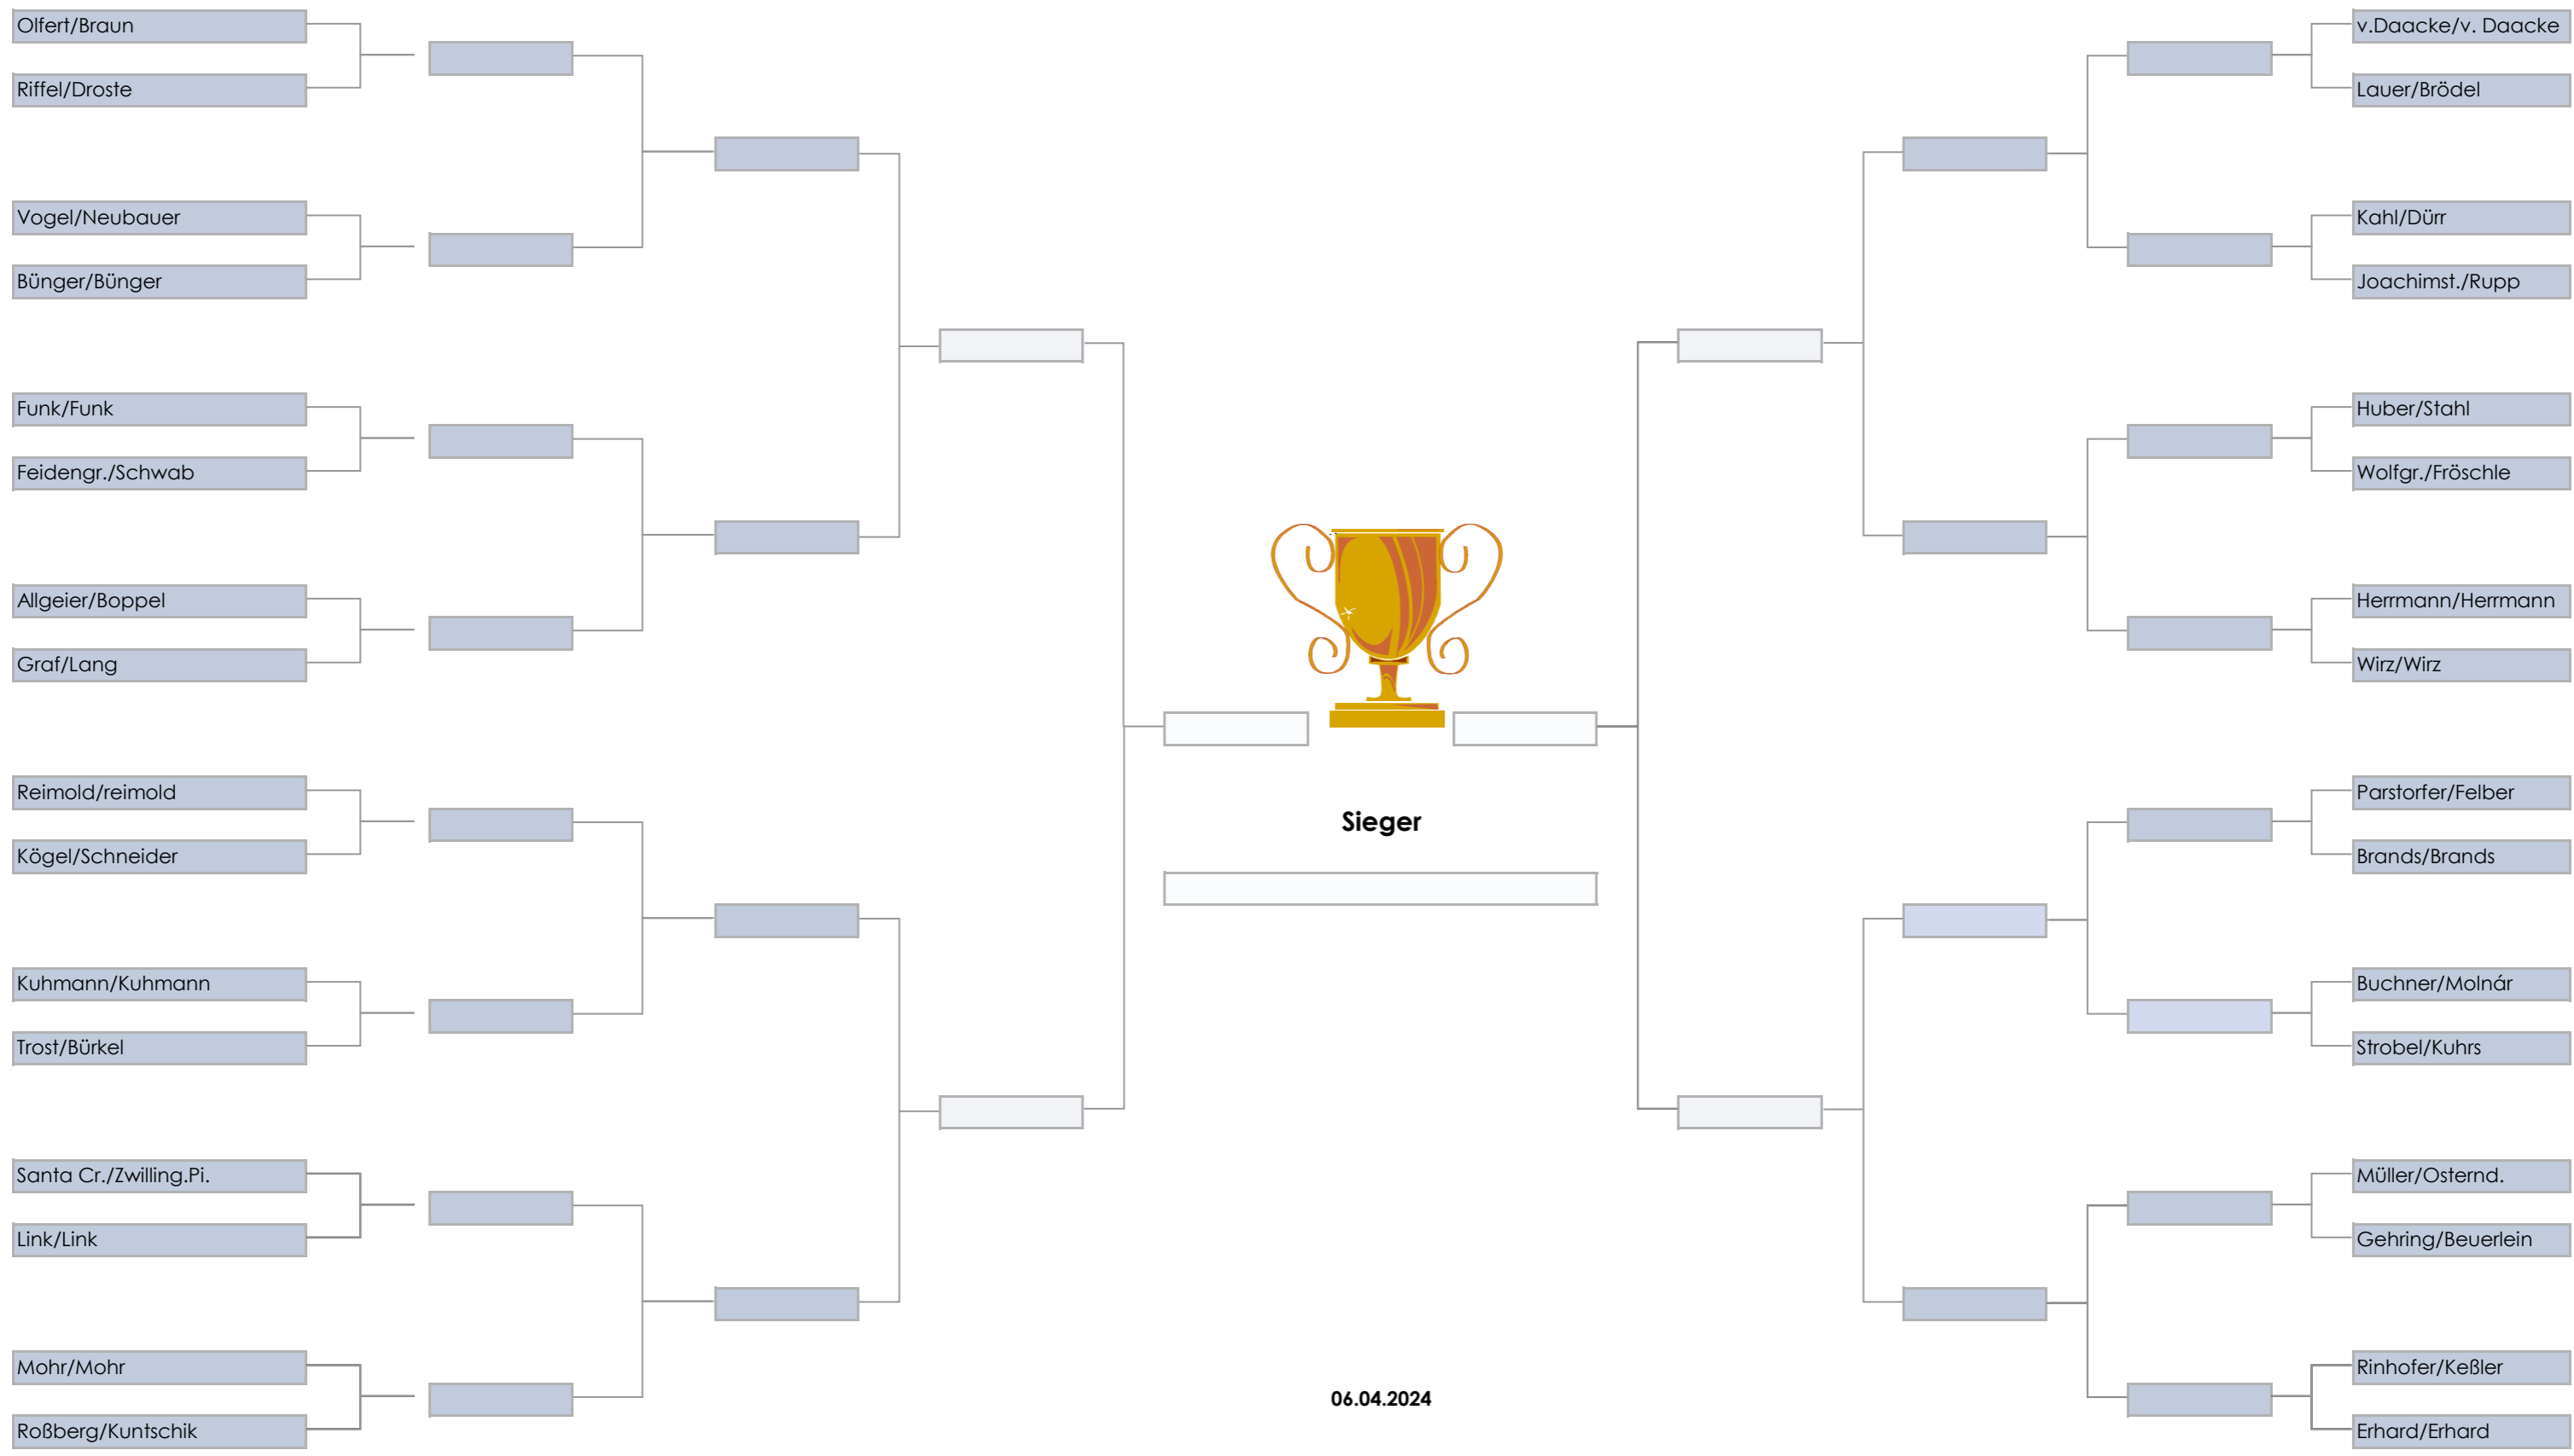 Olfert/Braun
Riffel/Droste
Vogel/Neubauer
Bünger/Bünger
Funk/Funk
Feidengr./Schwab
Allgeier/Boppel
Graf/Lang
Reimold/reimold
Kögel/Schneider
Kuhmann/Kuhmann
Trost/Bürkel
Santa Cr./Zwilling.Pi.
Link/Link
Mohr/Mohr
Roßberg/Kuntschik
Sieger
06.04.2024
v.Daacke/v. Daacke
Lauer/Brödel
Kahl/Dürr
Joachimst./Rupp
Huber/Stahl
Wolfgr./Fröschle
Herrmann/Herrmann
Wirz/Wirz
Parstorfer/Felber
Brands/Brands
Buchner/Molnár
Strobel/Kuhrs
Müller/Osternd.
Gehring/Beuerlein
Rinhofer/Keßler
Erhard/Erhard